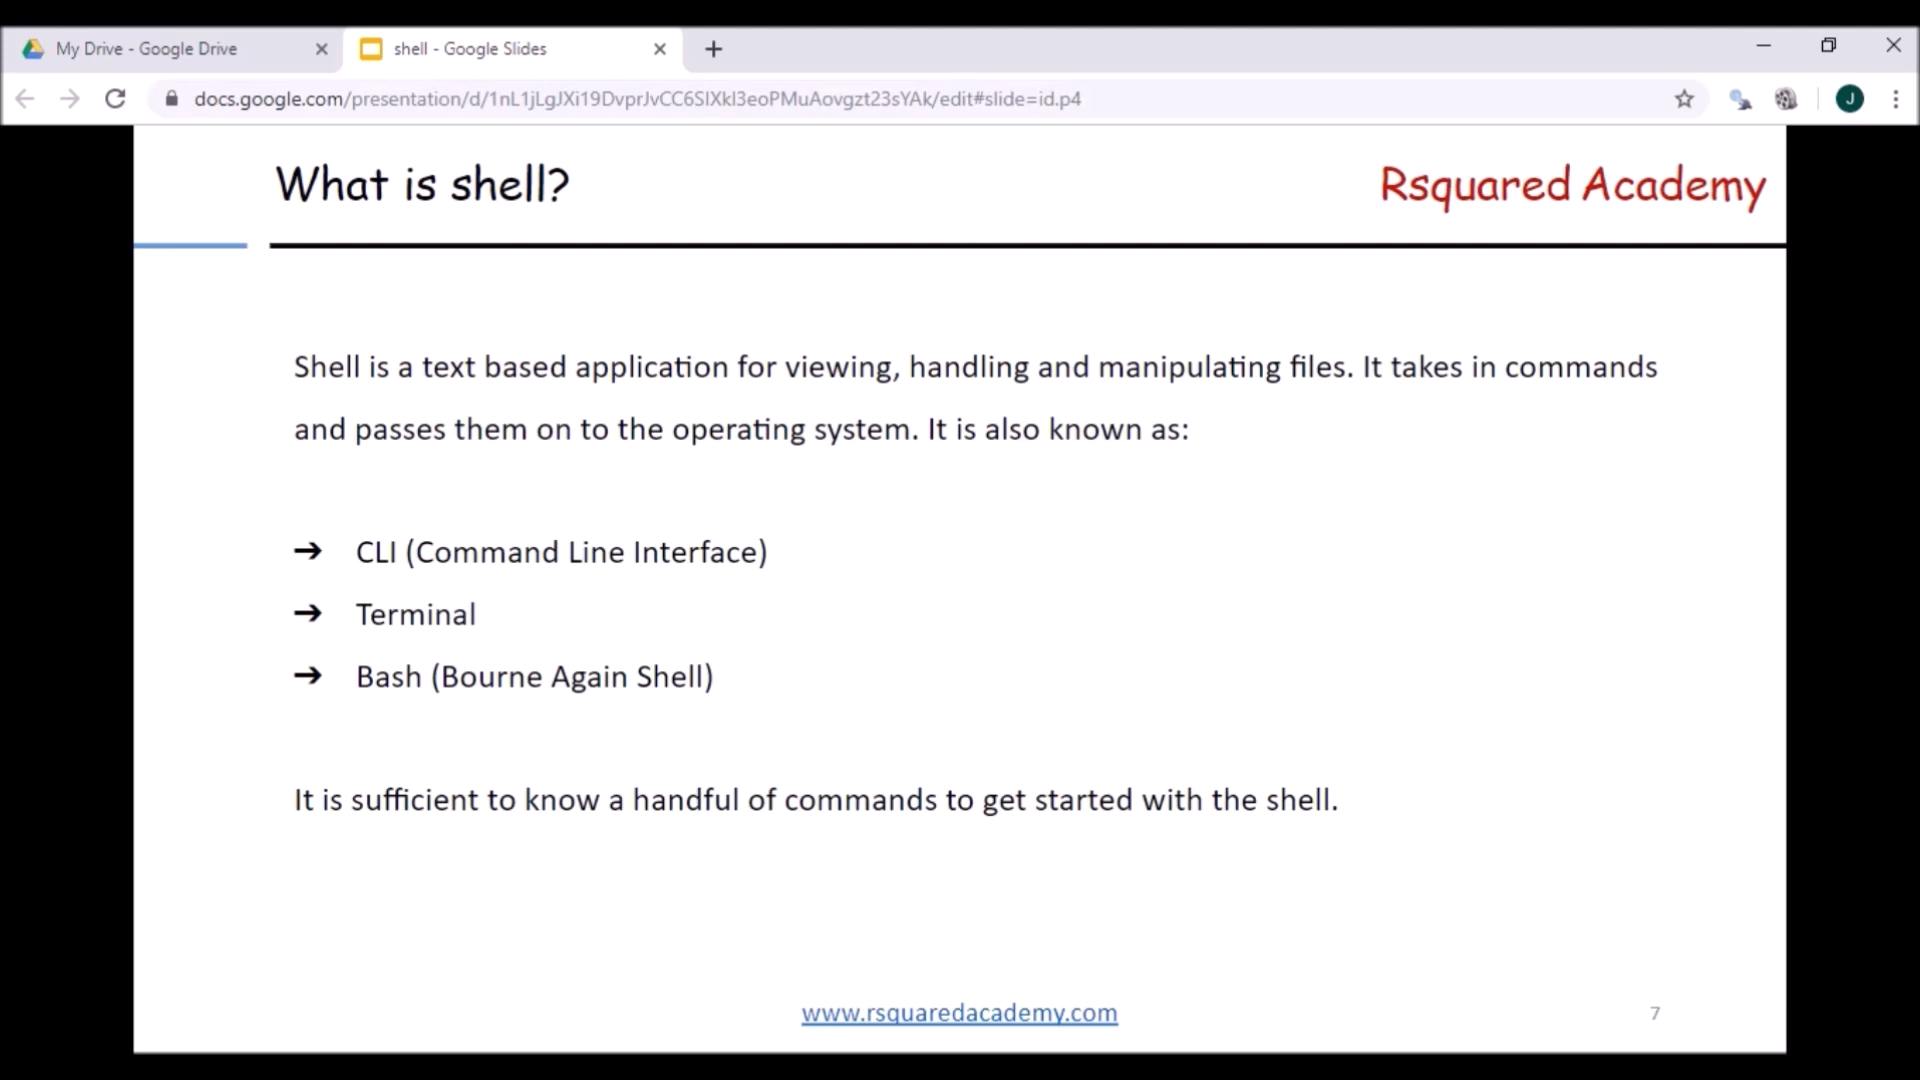 My Drive - Google Drive
shell - Google Slides
docs.google.com/presentation/d/1nL1jLgJXi19DvprJvCC6SIXkl3eoPMuAovgzt23sYAk/edit#slide=id.p4
J
What is shell?
Rsquared Academy
Shell is a text based application for viewing, handling and manipulating files. It takes in commands
and passes them on to the operating system. It is also known as:
➔ CLI (Command Line Interface)
➔ Terminal
➔ Bash (Bourne Again Shell)
It is sufficient to know a handful of commands to get started with the shell.
www.rsquaredacademy.com
7